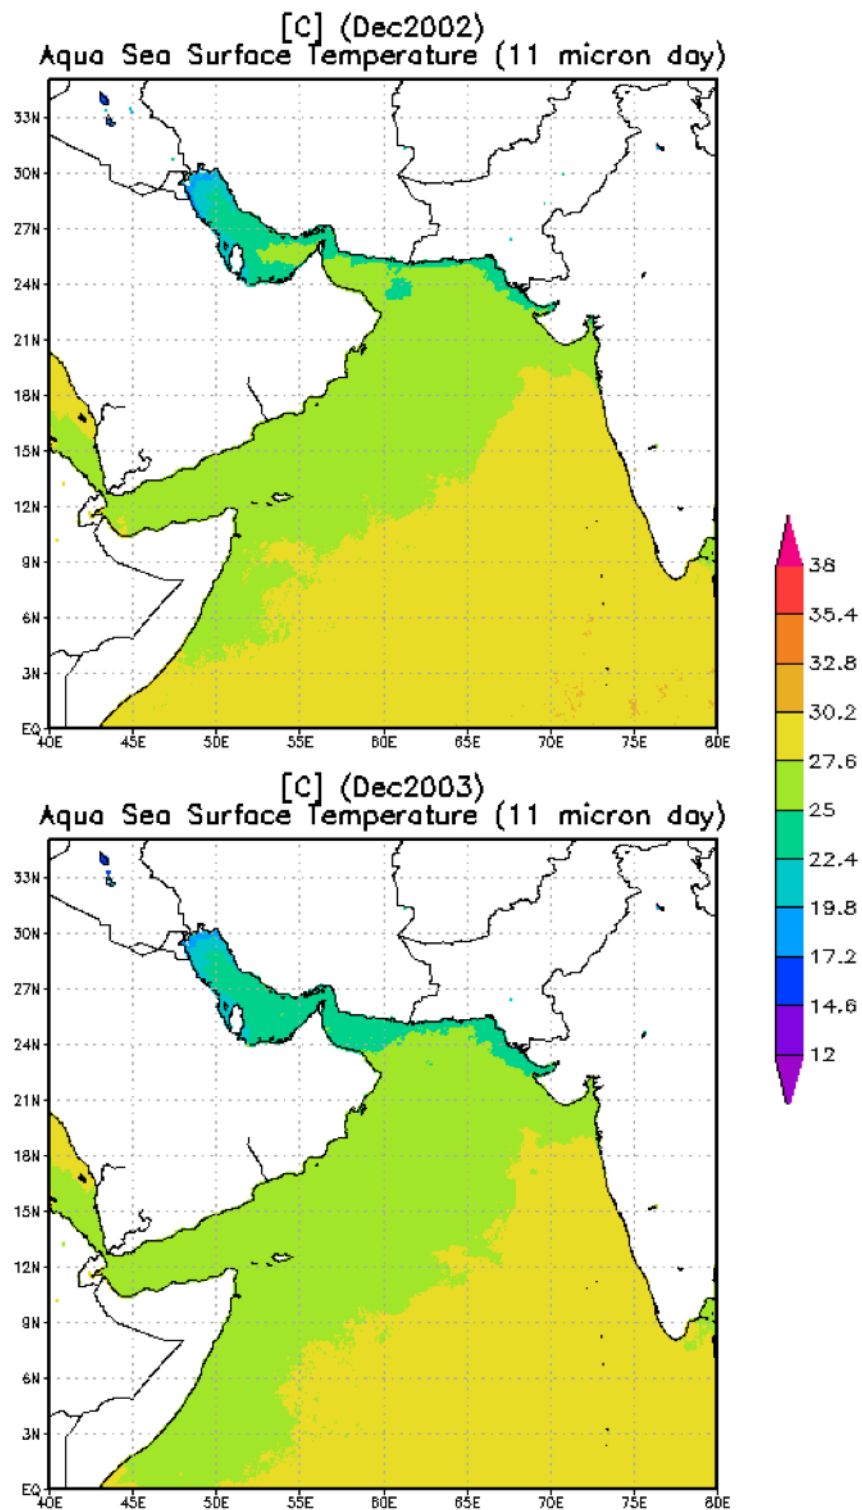 [C] (Dec2002)
Aqua Sea Surface Temperature (11 micron day)
33N
30N
27N
24N
21N
18N
15N
12N
9N
6N
3N
EQ
40E 45E 50E 55E 60E 65E 70E 75E 80E
[C] (Dec2003)
Aqua Sea Surface Temperature (11 micron day)
33N
30N
27N
24N
21N
18N
15N
12N
9N
6N
3N
EQ
40E 45E 50E 55E 60E 65E 70E 75E 80E
38
35.4
32.8
30.2
27.6
25
22.4
19.8
17.2
14.6
12